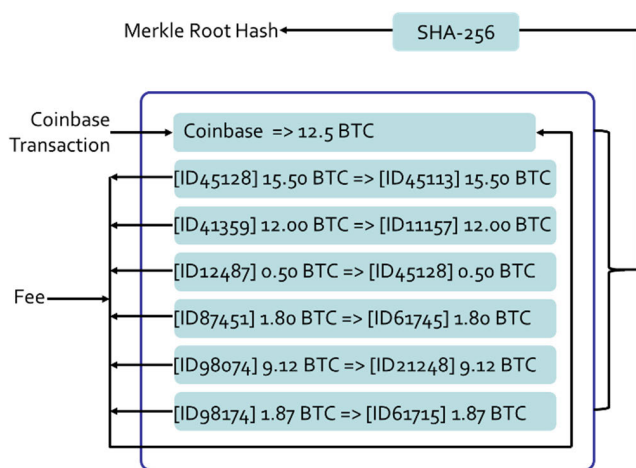 Merkle Root Hash
SHA-256
Coinbase
Transaction
Coinbase => 12.5 BTC
[ID45128] 15.50 BTC => [ID45113] 15.50 BTC
[ID41359] 12.00 BTC => [ID11157] 12.00 BTC
[ID12487] 0.50 BTC => [ID45128] 0.50 BTC
Fee
[ID87451] 1.80 BTC => [ID61745] 1.80 BTC
[ID98074] 9.12 BTC => [ID21248] 9.12 BTC
[ID98174] 1.87 BTC => [ID61715] 1.87 BTC